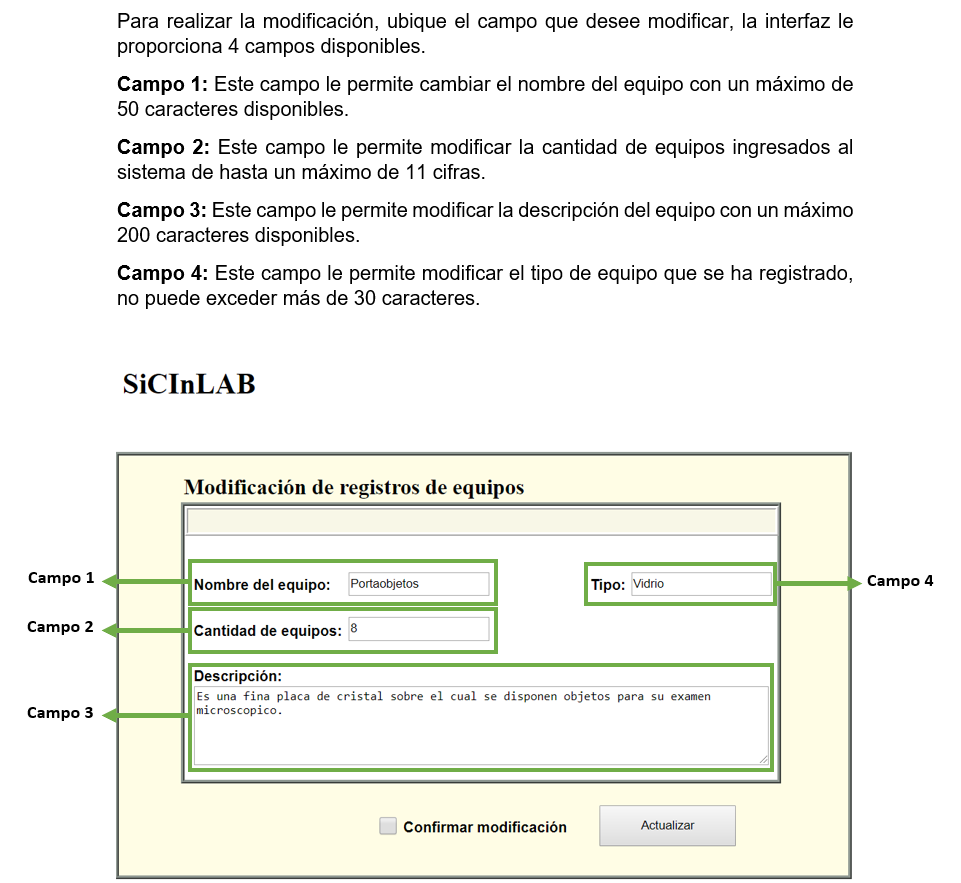 Para realizar la modificación, ubique el campo que desee modificar, la interfaz le
proporciona 4 campos disponibles.
Campo 1: Este campo le permite cambiar el nombre del equipo con un máximo de
50 caracteres disponibles.
Campo 2: Este campo le permite modificar la cantidad de equipos ingresados al
sistema de hasta un máximo de 11 cifras.
Campo 3: Este campo le permite modificar la descripción del equipo con un máximo
200 caracteres disponibles.
Campo 4: Este campo le permite modificar el tipo de equipo que se ha registrado,
no puede exceder más de 30 caracteres.
SiCInLAB
Modificación de registros de equipos
Campo 1
Nombre del equipo: Portaobjetos
Tipo: Vidrio
Campo 4
Campo 2
Cantidad de equipos: 8
Descripción:
Es una fina placa de cristal sobre el cual se disponen objetos para su examen
microscopico.
Campo 3
Confirmar modificación
Actualizar